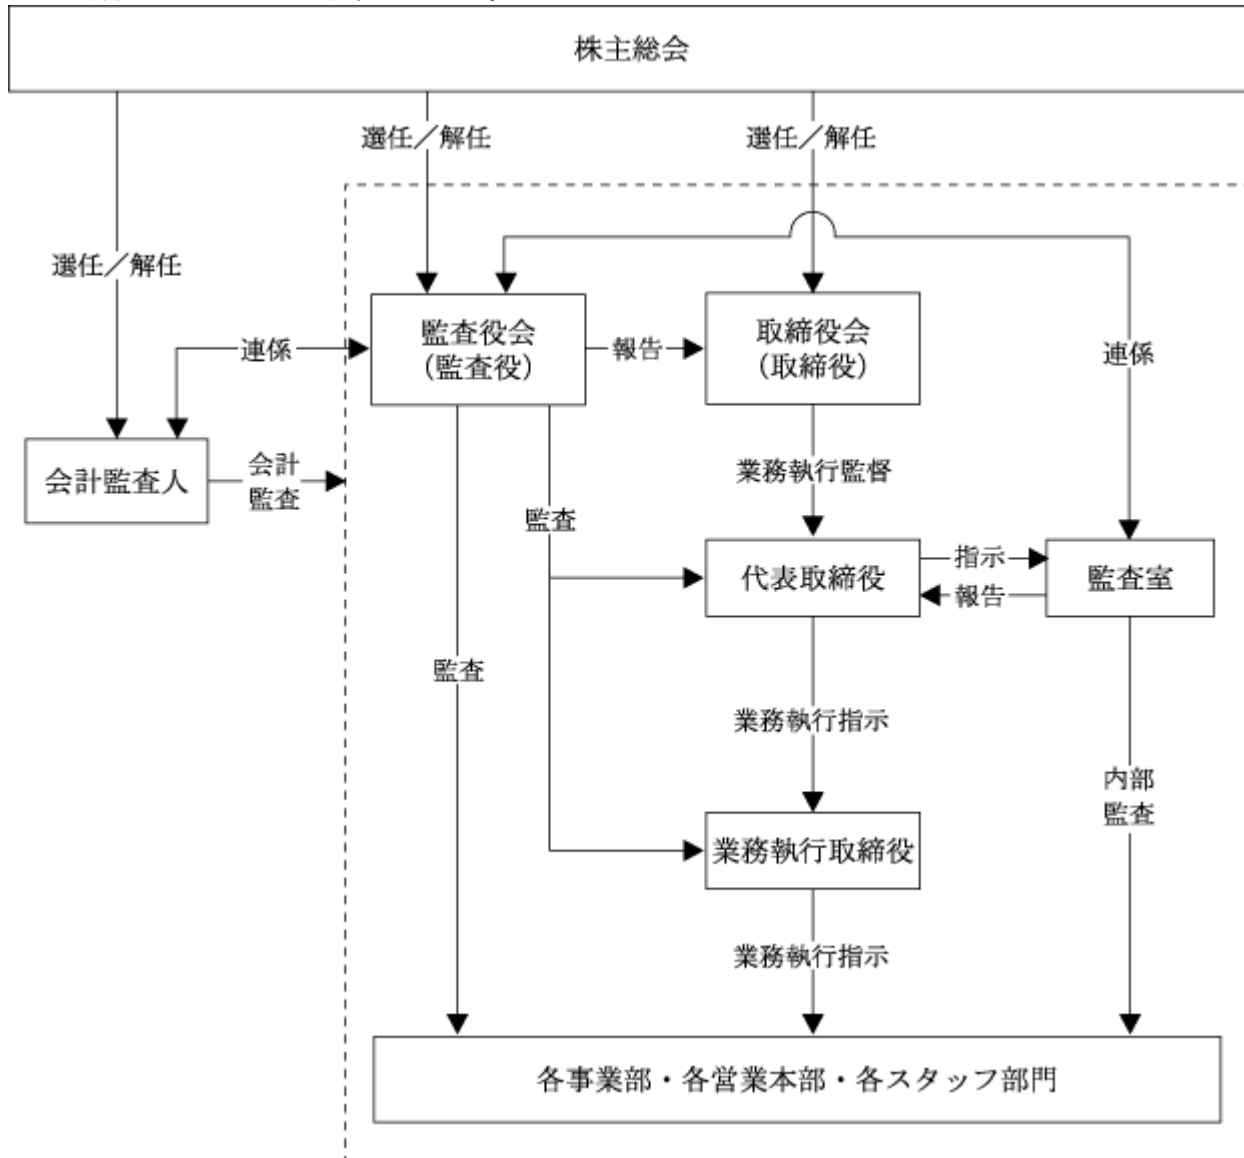 株主総会
選任／解任
選任／解任
選任／解任
監査役会
(監査役)
報告
取締役会
(取締役)
連係
連係
会計監査人
会計
監査
業務執行監督
監査
代表取締役
指示
報告
監査室
監査
業務執行指示
内部
監査
業務執行取締役
業務執行指示
各事業部・各営業本部・各スタッフ部門